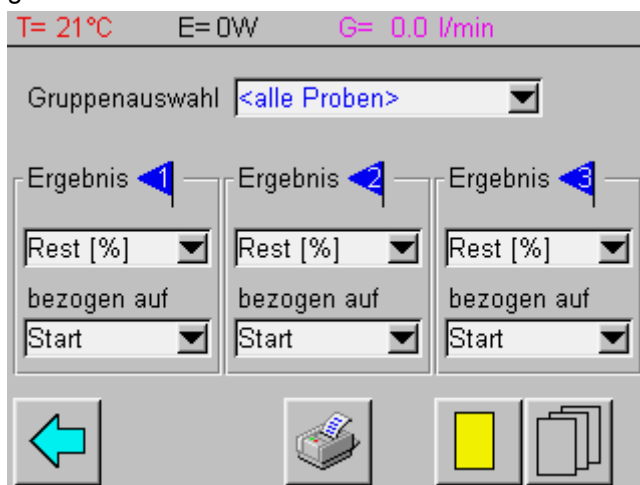 T= 21°C E= 0W G= 0.0 l/min
Gruppenauswahl <alle Proben>
Ergebnis 1 Ergebnis 2 Ergebnis 3
Rest [%] Rest [%] Rest [%]
bezogen auf bezogen auf bezogen auf
Start Start Start